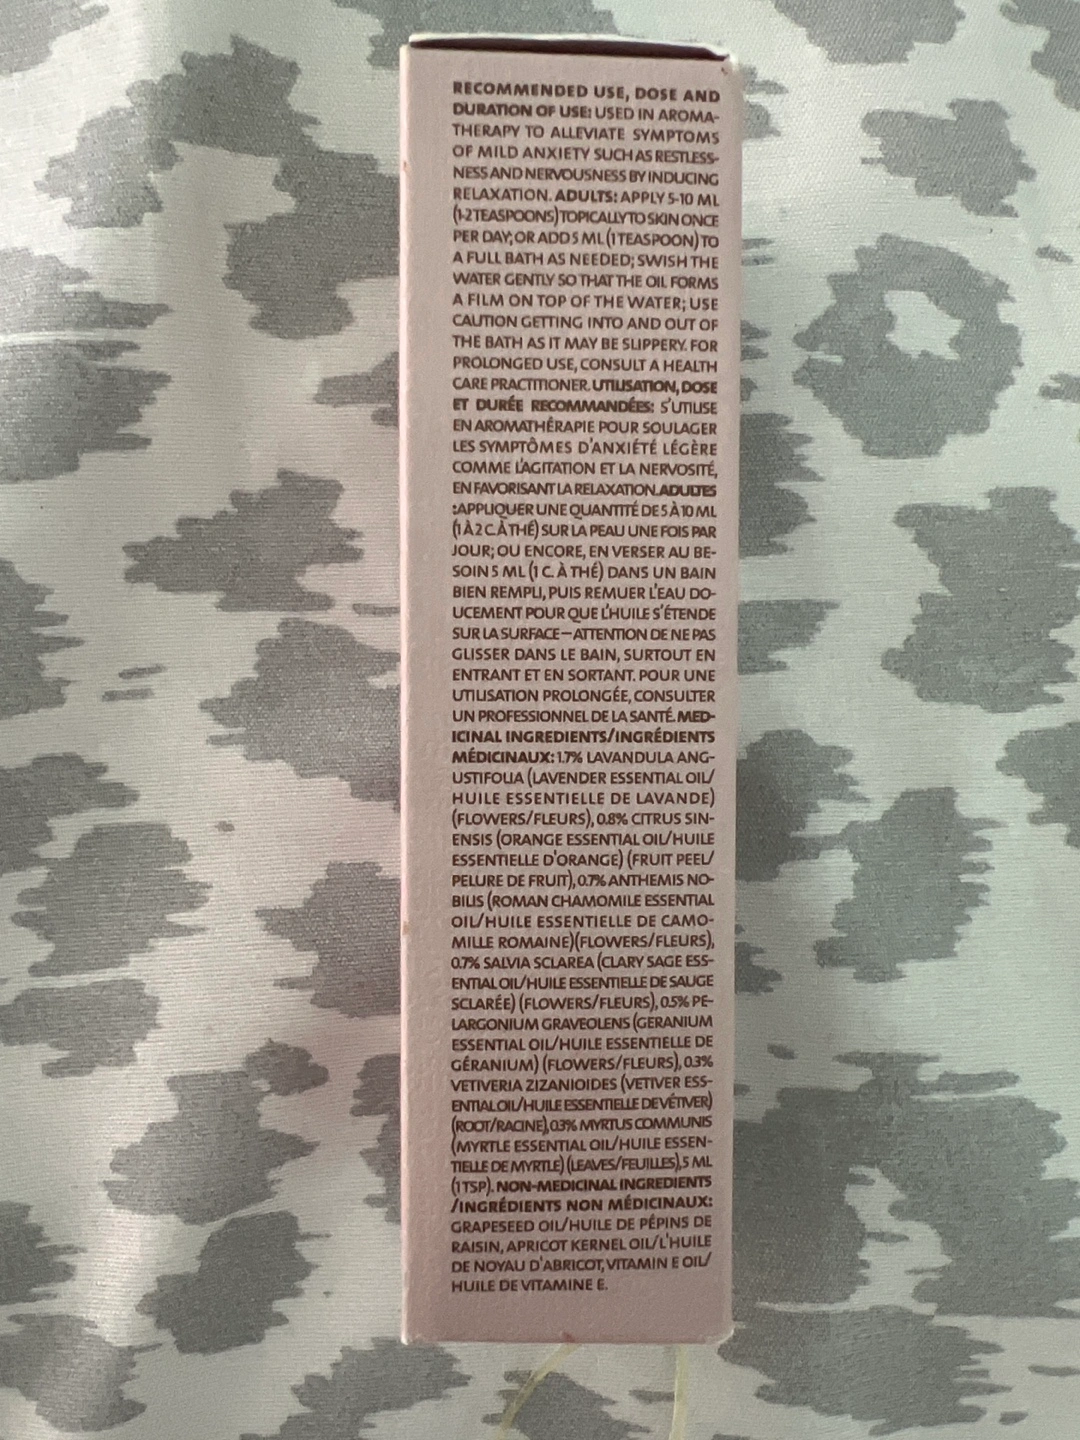 RECOMMENDED USE, DOSE AND
DURATION OF USE: USED IN AROMA-
THERAPY TO ALLEVIATE SYMPTOMS
OF MILD ANXIETY SUCH AS RESTLESS-
NESS AND NERVOUSNESS BY INDUCING
RELAXATION. ADULTS: APPLY 5-10 ML
(1-2 TEASPOONS) TOPICALLY TO SKIN ONCE
PER DAY; OR ADD 5 ML (1 TEASPOON) TO
A FULL BATH AS NEEDED; SWISH THE
WATER GENTLY SO THAT THE OIL FORMS
A FILM ON TOP OF THE WATER; USE
CAUTION GETTING INTO AND OUT OF
THE BATH AS IT MAY BE SLIPPERY. FOR
PROLONGED USE, CONSULT A HEALTH
CARE PRACTITIONER. UTILISATION, DOSE
ET DURÉE RECOMMANDÉES: S'UTILISE
EN AROMATHÉRAPIE POUR SOULAGER
LES SYMPTÔMES D'ANXIÉTÉ LÉGÈRE
COMME L'AGITATION ET LA NERVOSITÉ,
EN FAVORISANT LA RELAXATION. ADULTES
:APPLIQUER UNE QUANTITÉ DE 5 À 10 ML
(1 À 2 C. À THÉ) SUR LA PEAU UNE FOIS PAR
JOUR; OU ENCORE, EN VERSER AU BE-
SOIN 5 ML (1 C. À THÉ) DANS UN BAIN
BIEN REMPLI, PUIS REMUER L'EAU DO-
UCEMENT POUR QUE L'HUILE S'ÉTENDE
SUR LA SURFACE—ATTENTION DE NE PAS
GLISSER DANS LE BAIN, SURTOUT EN
ENTRANT ET EN SORTANT. POUR UNE
UTILISATION PROLONGÉE, CONSULTER
UN PROFESSIONNEL DE LA SANTÉ. MED-
ICINAL INGREDIENTS/INGRÉDIENTS
MÉDICINAUX: 1.7% LAVANDULA ANG-
USTIFOLIA (LAVENDER ESSENTIAL OIL/
HUILE ESSENTIELLE DE LAVANDE)
(FLOWERS/FLEURS), 0.8% CITRUS SIN-
ENSIS (ORANGE ESSENTIAL OIL/HUILE
ESSENTIELLE D'ORANGE) (FRUIT PEEL/
PELURE DE FRUIT), 0.7% ANTHEMIS NO-
BILIS (ROMAN CHAMOMILE ESSENTIAL
OIL/HUILE ESSENTIELLE DE CAMO-
MILLE ROMAINE)(FLOWERS/FLEURS),
0.7% SALVIA SCLAREA (CLARY SAGE ESS-
ENTIAL OIL/HUILE ESSENTIELLE DE SAUGE
SCLARÉE) (FLOWERS/FLEURS), 0.5% PE-
LARGONIUM GRAVEOLENS (GERANIUM
ESSENTIAL OIL/HUILE ESSENTIELLE DE
GÉRANIUM) (FLOWERS/FLEURS), 0.3%
VETIVERIA ZIZANIOIDES (VETIVER ESS-
ENTIAL OIL/HUILE ESSENTIELLE DE VÉTIVER)
(ROOT/RACINE), 0.3% MYRTUS COMMUNIS
(MYRTLE ESSENTIAL OIL/HUILE ESSEN-
TIELLE DE MYRTLE) (LEAVES/FEUILLES), 5 ML
(1 TSP). NON-MEDICINAL INGREDIENTS
/INGRÉDIENTS NON MÉDICINAUX:
GRAPESEED OIL/HUILE DE PÉPINS DE
RAISIN, APRICOT KERNEL OIL/L'HUILE
DE NOYAU D'ABRICOT, VITAMIN E OIL/
HUILE DE VITAMINE E.